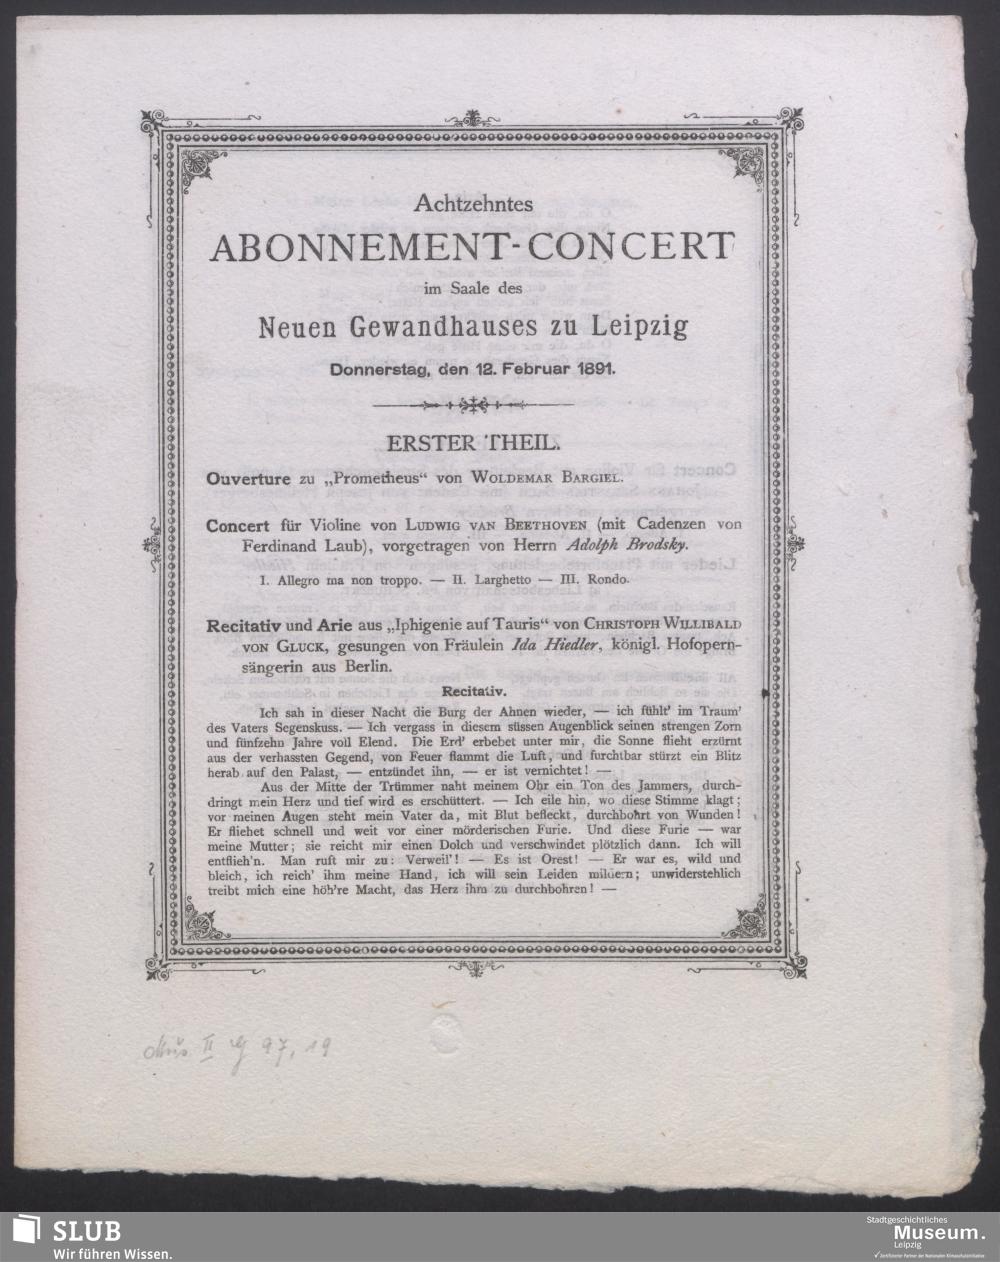 Achtzehntes
ABONNEMENT-CONCERT
im Saale des
Neuen Gewandhauses zu Leipzig
Donnerstag, den 12. Februar 1891.
ERSTER THEIL.
Ouverture zu „Prometheus“ von WOLDEMAR BARGIEL.
Concert für Violine von LUDWIG VAN BEETHOVEN (mit Cadenzen von
Ferdinand Laub), vorgetragen von Herrn Adolph Brodsky.
I. Allegro ma non troppo. — II. Larghetto — III. Rondo.
Recitativ und Arie aus „Iphigenie auf Tauris“ von CHRISTOPH WILLIBALD
VON GLUCK, gesungen von Fräulein Ida Hiedler, königl. Hofopern-
sängerin aus Berlin.
Recitativ.
Ich sah in dieser Nacht die Burg der Ahnen wieder, — ich fühlt' im Traum'
des Vaters Segenskuss. — Ich vergass in diesem süssen Augenblick seinen strengen Zorn
und fünfzehn Jahre voll Elend. Die Erd' erbebet unter mir, die Sonne flieht erzürnt
aus der verhassten Gegend, von Feuer flammt die Luft, und furchtbar stürzt ein Blitz
herab auf den Palast, — entzündet ihn, — er ist vernichtet! —
Aus der Mitte der Trümmer naht meinem Ohr ein Ton des Jammers, durch-
dringt mein Herz und tief wird es erschüttert. — Ich eile hin, wo diese Stimme klagt;
vor meinen Augen steht mein Vater da, mit Blut befleckt, durchbohrt von Wunden!
Er fliehet schnell und weit vor einer mörderischen Furie. Und diese Furie — war
meine Mutter; sie reicht mir einen Dolch und verschwindet plötzlich dann. Ich will
entflieh'n. Man ruft mir zu: Verweil'! — Es ist Orest! — Er war es, wild und
bleich, ich reich' ihm meine Hand, ich will sein Leiden mildern; unwiderstehlich
treibt mich eine höh're Macht, das Herz ihm zu durchbohren! —
II 97, 19
SLUB
Wir führen Wissen.
Stadtgeschichtliches
Museum.
Leipzig
Zertifizierter Partner der Nationalen Klimaschutzinitiative